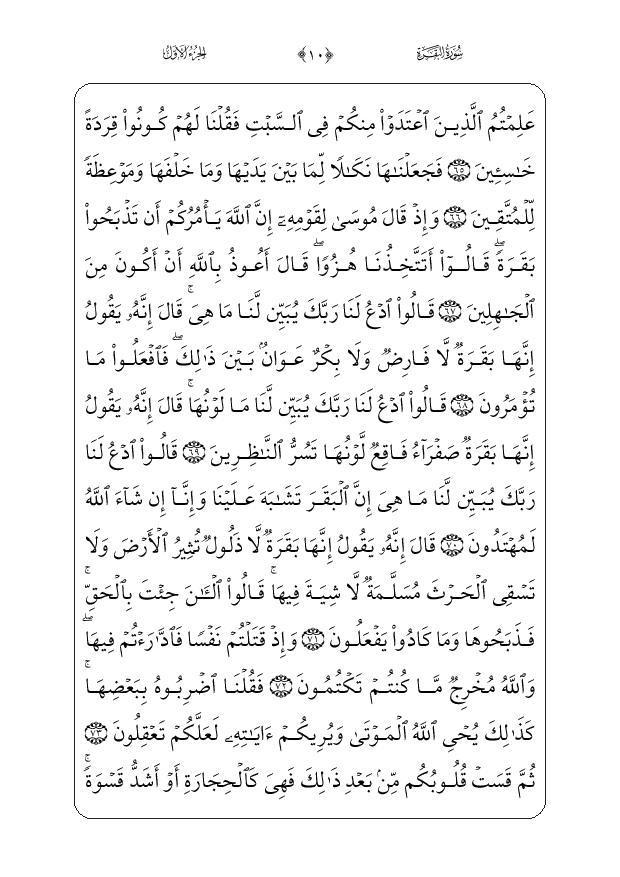 سُورَةُ البَقَرَةِ ﴿١٠﴾ الجُزءُ الأَوَّلُ
عَلِمْتُمُ ٱلَّذِينَ ٱعْتَدَوْا۟ مِنكُمْ فِى ٱلسَّبْتِ فَقُلْنَا لَهُمْ كُونُوا۟ قِرَدَةً
خَـٰسِـِٔينَ ٦٥ فَجَعَلْنَـٰهَا نَكَـٰلًا لِّمَا بَيْنَ يَدَيْهَا وَمَا خَلْفَهَا وَمَوْعِظَةً
لِّلْمُتَّقِينَ ٦٦ وَإِذْ قَالَ مُوسَىٰ لِقَوْمِهِۦٓ إِنَّ ٱللَّهَ يَأْمُرُكُمْ أَن تَذْبَحُوا۟
بَقَرَةً ۖ قَالُوٓا۟ أَتَتَّخِذُنَا هُزُوًا ۖ قَالَ أَعُوذُ بِٱللَّهِ أَنْ أَكُونَ مِنَ
ٱلْجَـٰهِلِينَ ٦٧ قَالُوا۟ ٱدْعُ لَنَا رَبَّكَ يُبَيِّن لَّنَا مَا هِىَ ۚ قَالَ إِنَّهُۥ يَقُولُ
إِنَّهَا بَقَرَةٌ لَّا فَارِضٌ وَلَا بِكْرٌ عَوَانٌۢ بَيْنَ ذَٰلِكَ ۖ فَٱفْعَلُوا۟ مَا
تُؤْمَرُونَ ٦٨ قَالُوا۟ ٱدْعُ لَنَا رَبَّكَ يُبَيِّن لَّنَا مَا لَوْنُهَا ۚ قَالَ إِنَّهُۥ يَقُولُ
إِنَّهَا بَقَرَةٌ صَفْرَآءُ فَاقِعٌ لَّوْنُهَا تَسُرُّ ٱلنَّـٰظِرِينَ ٦٩ قَالُوا۟ ٱدْعُ لَنَا
رَبَّكَ يُبَيِّن لَّنَا مَا هِىَ إِنَّ ٱلْبَقَرَ تَشَـٰبَهَ عَلَيْنَا وَإِنَّآ إِن شَآءَ ٱللَّهُ
لَمُهْتَدُونَ ٧٠ قَالَ إِنَّهُۥ يَقُولُ إِنَّهَا بَقَرَةٌ لَّا ذَلُولٌ تُثِيرُ ٱلْأَرْضَ وَلَا
تَسْقِى ٱلْحَرْثَ مُسَلَّمَةٌ لَّا شِيَةَ فِيهَا ۚ قَالُوا۟ ٱلْـَٔـٰنَ جِئْتَ بِٱلْحَقِّ ۚ
فَذَبَحُوهَا وَمَا كَادُوا۟ يَفْعَلُونَ ٧١ وَإِذْ قَتَلْتُمْ نَفْسًا فَٱدَّٰرَْٰٔتُمْ فِيهَا ۖ
وَٱللَّهُ مُخْرِجٌ مَّا كُنتُمْ تَكْتُمُونَ ٧٢ فَقُلْنَا ٱضْرِبُوهُ بِبَعْضِهَا ۚ
كَذَٰلِكَ يُحْىِ ٱللَّهُ ٱلْمَوْتَىٰ وَيُرِيكُمْ ءَايَـٰتِهِۦ لَعَلَّكُمْ تَعْقِلُونَ ٧٣
ثُمَّ قَسَتْ قُلُوبُكُم مِّنۢ بَعْدِ ذَٰلِكَ فَهِىَ كَٱلْحِجَارَةِ أَوْ أَشَدُّ قَسْوَةً ۚ